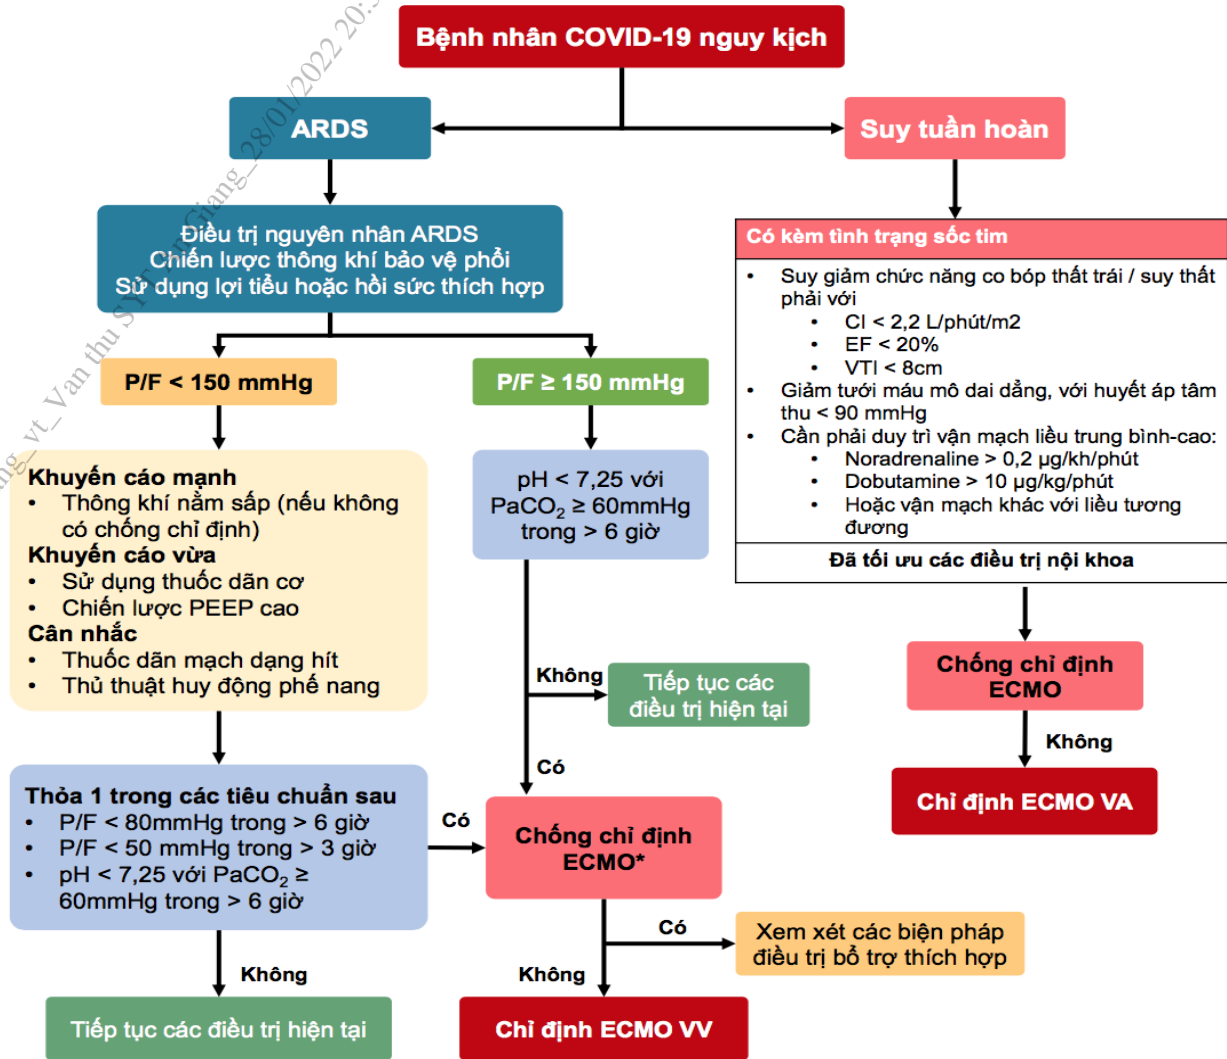 Bệnh nhân COVID-19 nguy kịch
ARDS
Suy tuần hoàn
Điều trị nguyên nhân ARDS
Chiến lược thông khí bảo vệ phổi
Sử dụng lợi tiểu hoặc hồi sức thích hợp
P/F < 150 mmHg
P/F ≥ 150 mmHg
Khuyến cáo mạnh
• Thông khí nằm sấp (nếu không
có chống chỉ định)
Khuyến cáo vừa
• Sử dụng thuốc dãn cơ
• Chiến lược PEEP cao
Cân nhắc
• Thuốc dãn mạch dạng hít
• Thủ thuật huy động phế nang
pH < 7,25 với
PaCO₂ ≥ 60mmHg
trong > 6 giờ
Không
Tiếp tục các
điều trị hiện tại
Có
Thỏa 1 trong các tiêu chuẩn sau
• P/F < 80mmHg trong > 6 giờ
• P/F < 50 mmHg trong > 3 giờ
• pH < 7,25 với PaCO₂ ≥
60mmHg trong > 6 giờ
Có
Chống chỉ định
ECMO*
Không
Tiếp tục các điều trị hiện tại
Có
Xem xét các biện pháp
điều trị bổ trợ thích hợp
Không
Chỉ định ECMO VV
Có kèm tình trạng sốc tim
• Suy giảm chức năng co bóp thất trái / suy thất
phải với
• CI < 2,2 L/phút/m2
• EF < 20%
• VTI < 8cm
• Giảm tưới máu mô dai dẳng, với huyết áp tâm
thu < 90 mmHg
• Cần phải duy trì vận mạch liều trung bình-cao:
• Noradrenaline > 0,2 µg/kh/phút
• Dobutamine > 10 µg/kg/phút
• Hoặc vận mạch khác với liều tương
đương
Đã tối ưu các điều trị nội khoa
Chống chỉ định
ECMO
Không
Chỉ định ECMO VA
ng_vt_Van thu SYT Giang_28/01/2022 20: